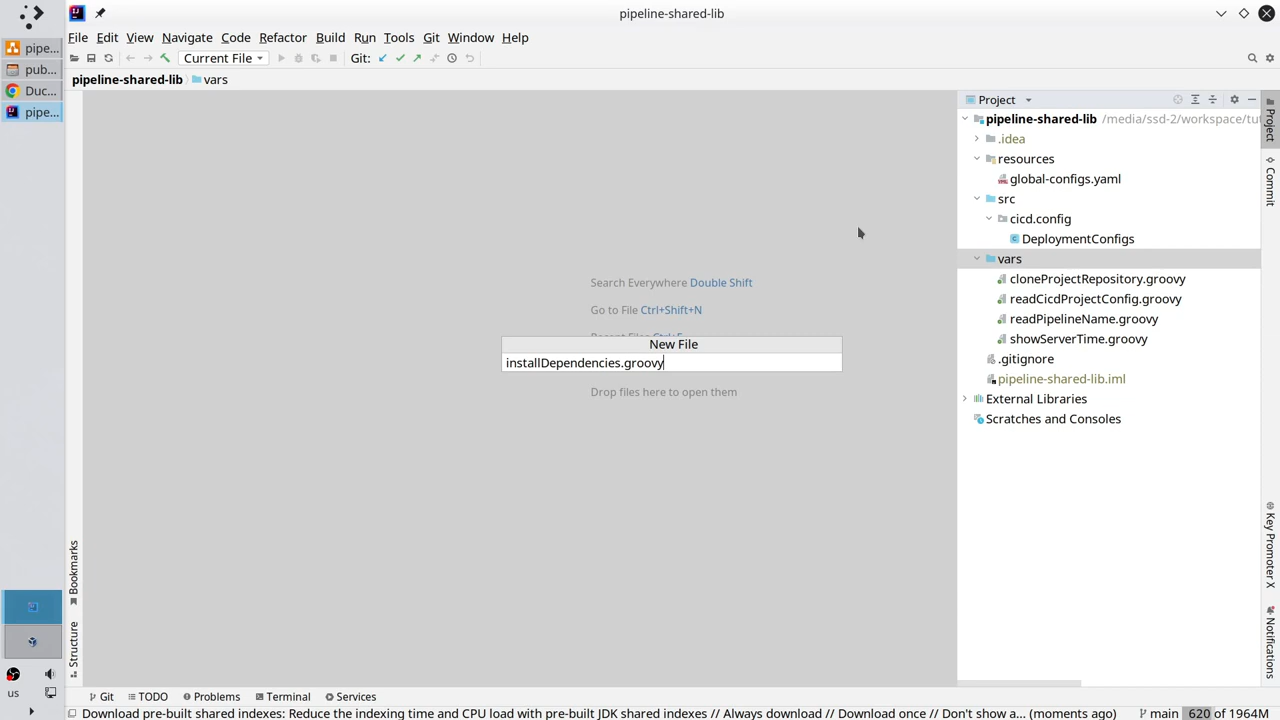 pipeline-shared-lib
pipe...
pub...
Duc...
pipe...
us
File Edit View Navigate Code Refactor Build Run Tools Git Window Help
Current File
Git:
pipeline-shared-lib
vars
Search Everywhere Double Shift
Go to File Ctrl+Shift+N
New File
installDependencies.groovy
Drop files here to open them
Project
pipeline-shared-lib /media/ssd-2/workspace/tu
.idea
resources
global-configs.yaml
src
cicd.config
DeploymentConfigs
vars
cloneProjectRepository.groovy
readCicdProjectConfig.groovy
readPipelineName.groovy
showServerTime.groovy
.gitignore
pipeline-shared-lib.iml
External Libraries
Scratches and Consoles
Project
Commit
Key Promoter X
Notifications
Bookmarks
Structure
Git TODO Problems Terminal Services
Download pre-built shared indexes: Reduce the indexing time and CPU load with pre-built JDK shared indexes // Always download // Download once // Don't show a... (moments ago)
main
620 of 1964M